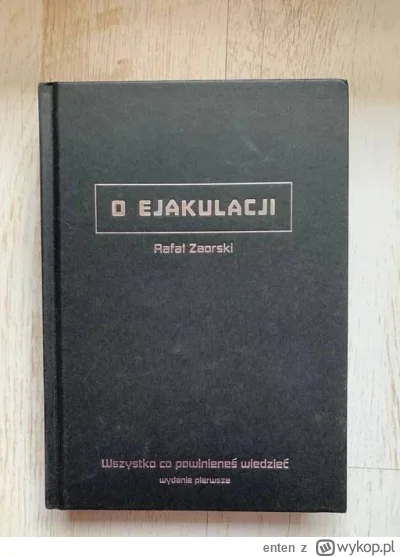 O EJAKULACJI
Rafał Zaorski
Wszystko co powinieneś wiedzieć
wydanie pierwsze
enten z wykop.pl